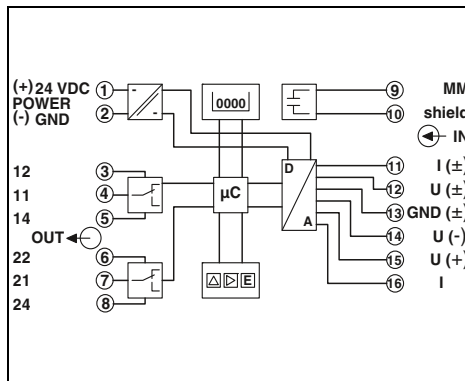 (+) 24 VDC
POWER
(-) GND
1
2
0000
9
10
MM
shield
IN
12
11
14
3
4
5
OUT
22
21
24
6
7
8
µC
D
A
E
11
12
13
14
15
16
I (±)
U (±)
GND (±)
U (-)
U (+)
I